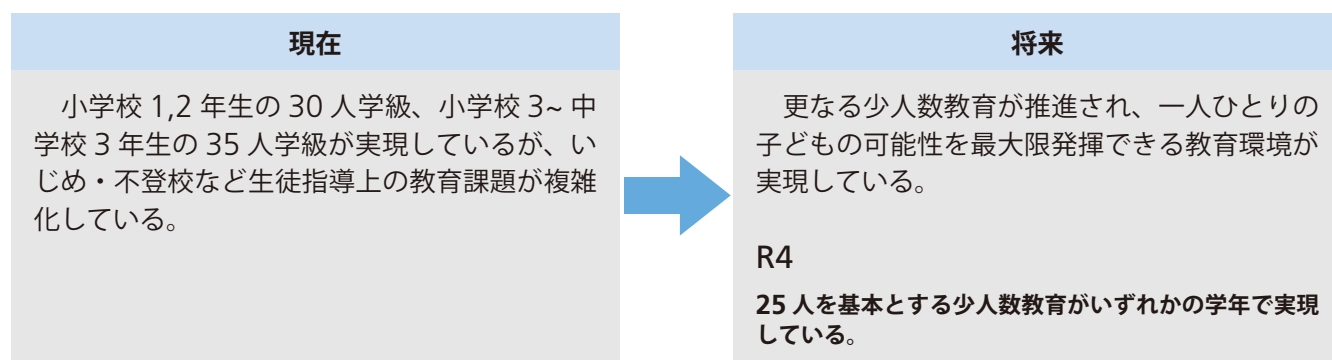 現在
　小学校 1,2 年生の 30 人学級、小学校 3~ 中
学校 3 年生の 35 人学級が実現しているが、い
じめ・不登校など生徒指導上の教育課題が複雑
化している。
将来
　更なる少人数教育が推進され、一人ひとりの
子どもの可能性を最大限発揮できる教育環境が
実現している。
R4
25 人を基本とする少人数教育がいずれかの学年で実現
している。